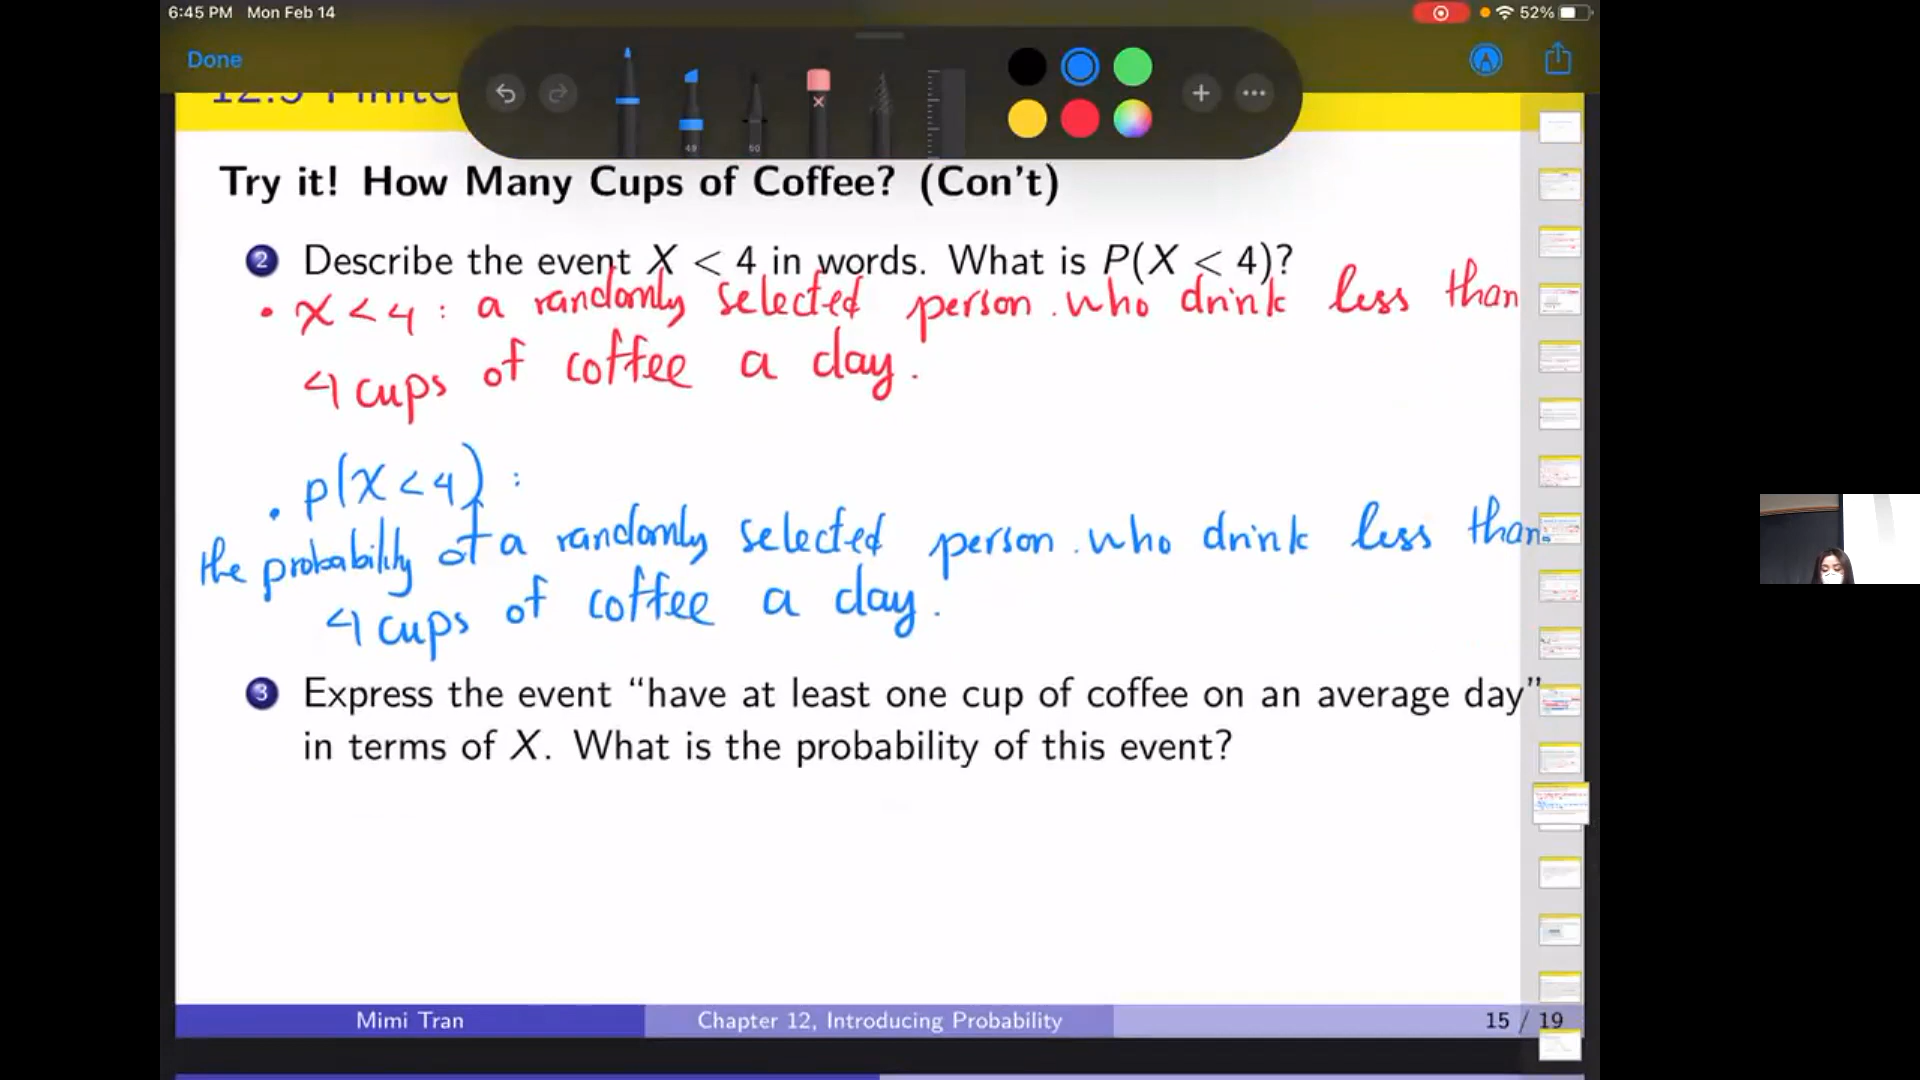 6:45 PM Mon Feb 14
52%
Done
Try it! How Many Cups of Coffee? (Con't)
2 Describe the event X < 4 in words. What is P(X < 4)?
• X < 4 : a randomly selected person who drink less than
4 cups of coffee a day.
• P(X < 4) :
the probability of a randomly selected person who drink less than
4 cups of coffee a day.
3 Express the event “have at least one cup of coffee on an average day”
in terms of X. What is the probability of this event?
Mimi Tran
Chapter 12, Introducing Probability
15 / 19